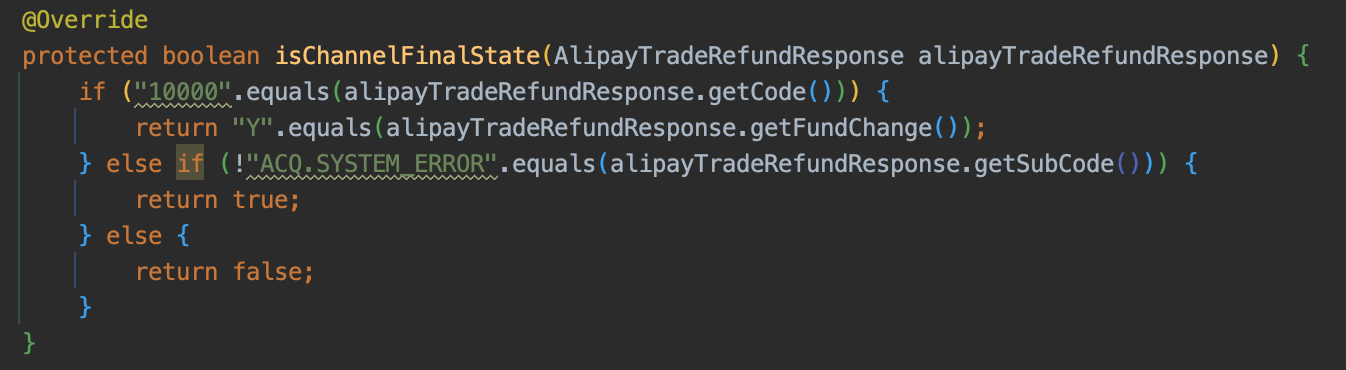 @Override
protected boolean isChannelFinalState(AlipayTradeRefundResponse alipayTradeRefundResponse) {
    if ("10000".equals(alipayTradeRefundResponse.getCode())) {
        return "Y".equals(alipayTradeRefundResponse.getFundChange());
    } else if (!"ACQ.SYSTEM_ERROR".equals(alipayTradeRefundResponse.getSubCode())) {
        return true;
    } else {
        return false;
    }
}